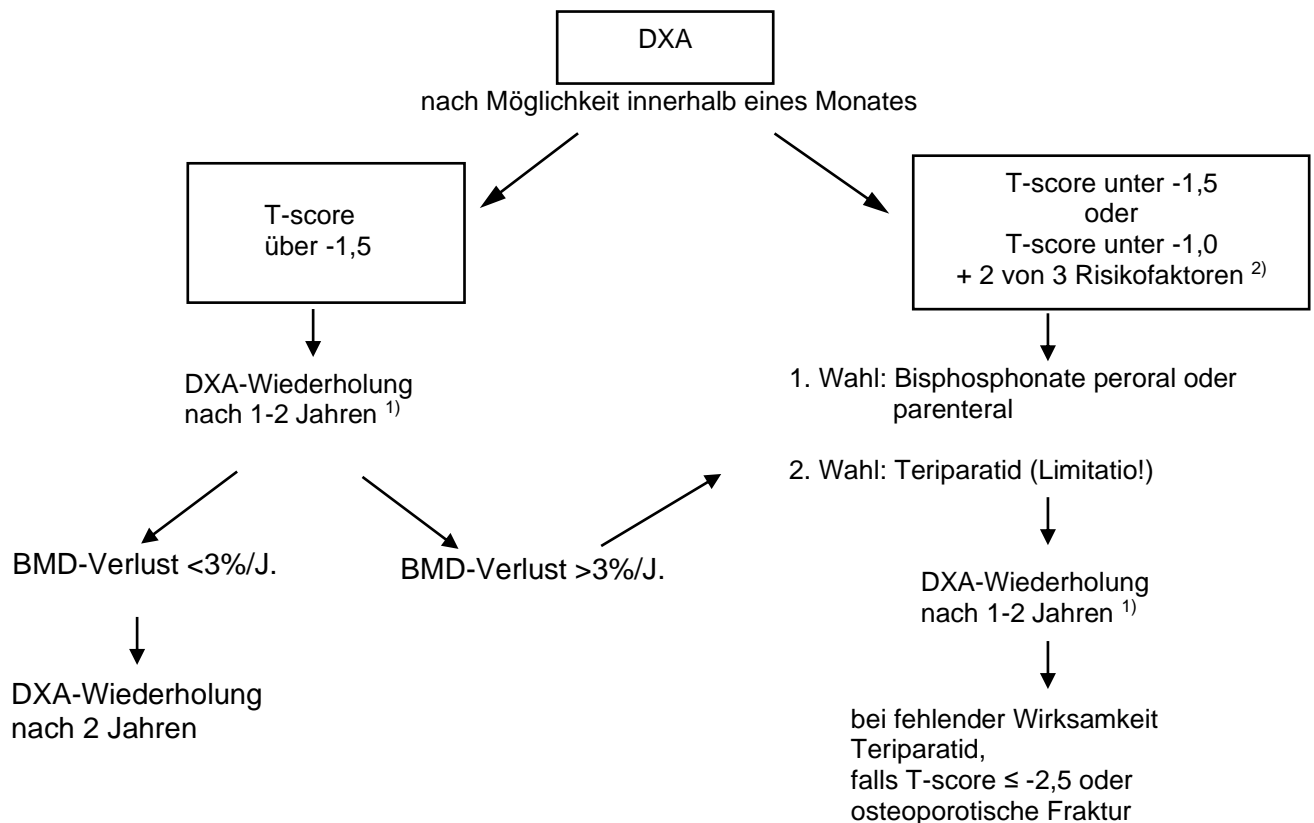 DXA
nach Möglichkeit innerhalb eines Monates
T-score
über -1,5
T-score unter -1,5
oder
T-score unter -1,0
+ 2 von 3 Risikofaktoren 2)
DXA-Wiederholung
nach 1-2 Jahren 1)
1. Wahl: Bisphosphonate peroral oder
parenteral
2. Wahl: Teriparatid (Limitatio!)
BMD-Verlust <3%/J.
BMD-Verlust >3%/J.
DXA-Wiederholung
nach 1-2 Jahren 1)
DXA-Wiederholung
nach 2 Jahren
bei fehlender Wirksamkeit
Teriparatid,
falls T-score ≤ -2,5 oder
osteoporotische Fraktur